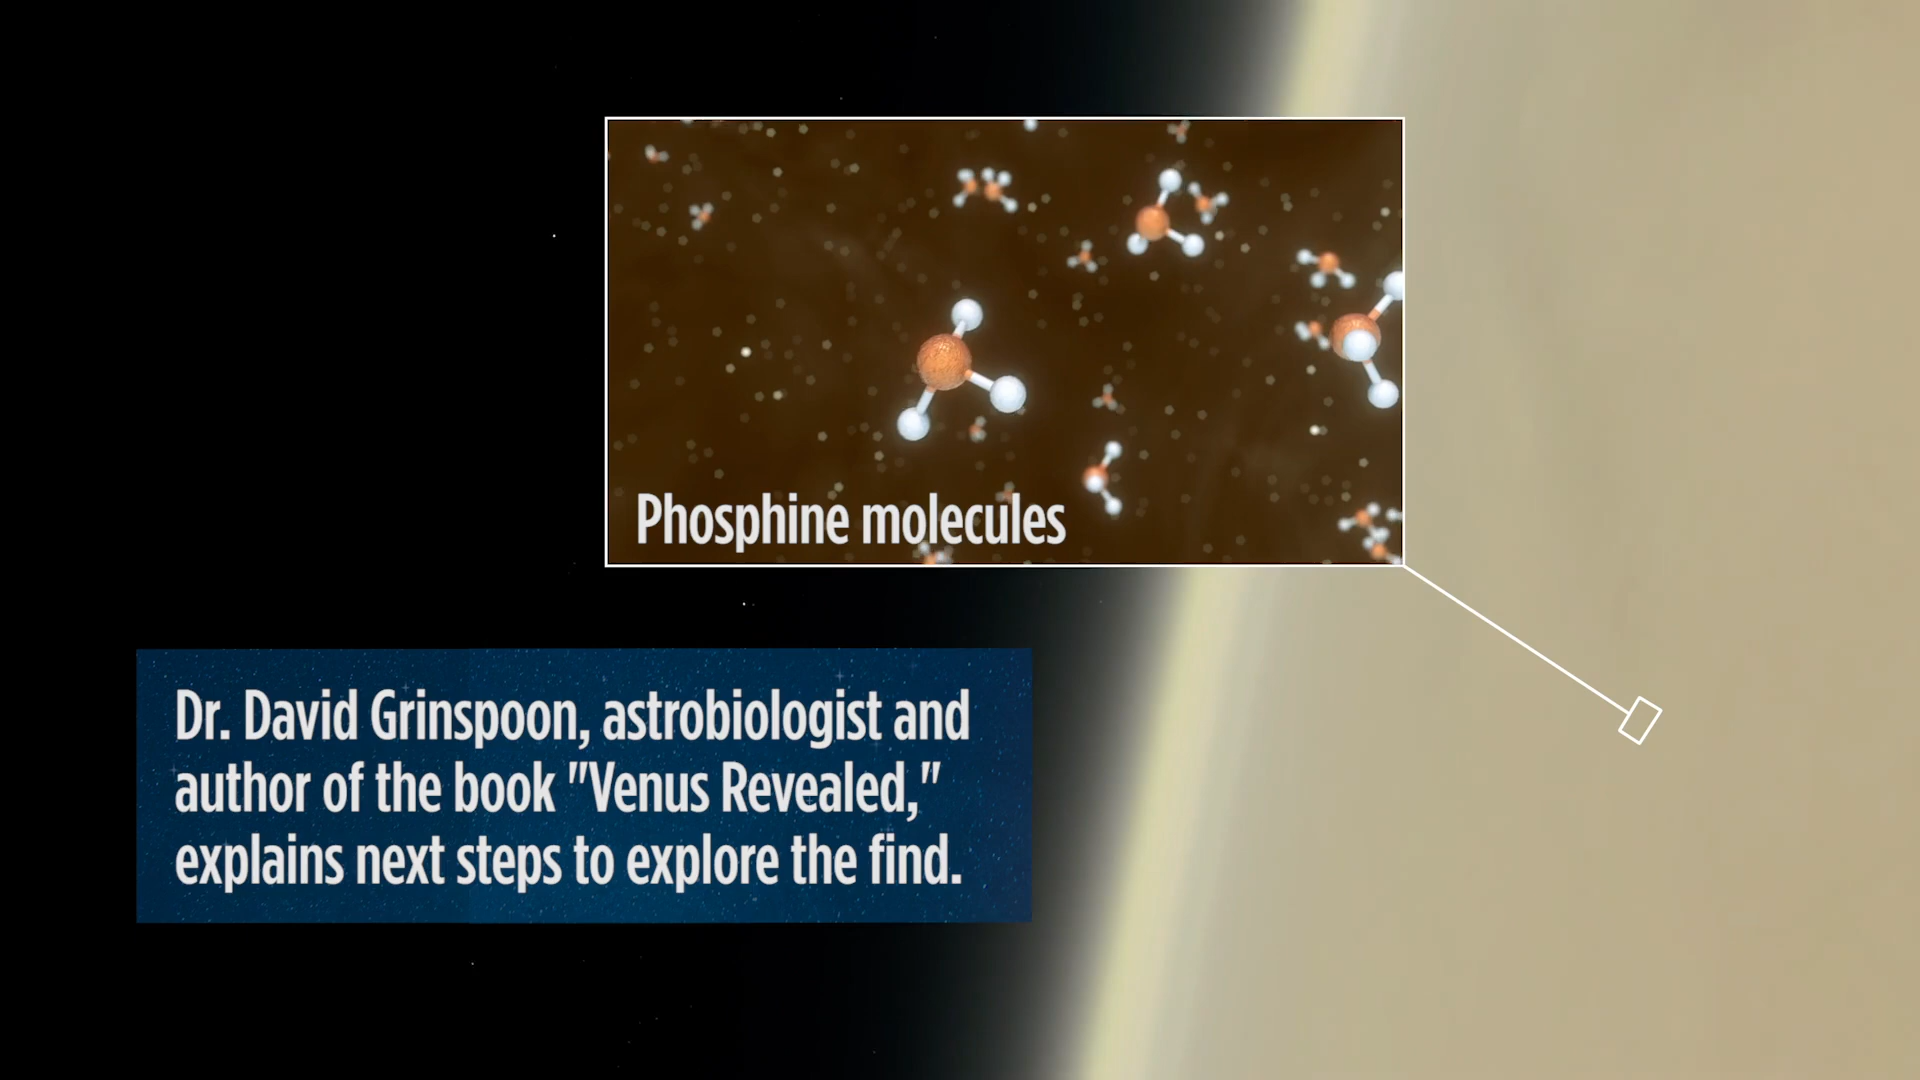 Phosphine molecules
Dr. David Grinspoon, astrobiologist and
author of the book "Venus Revealed,"
explains next steps to explore the find.